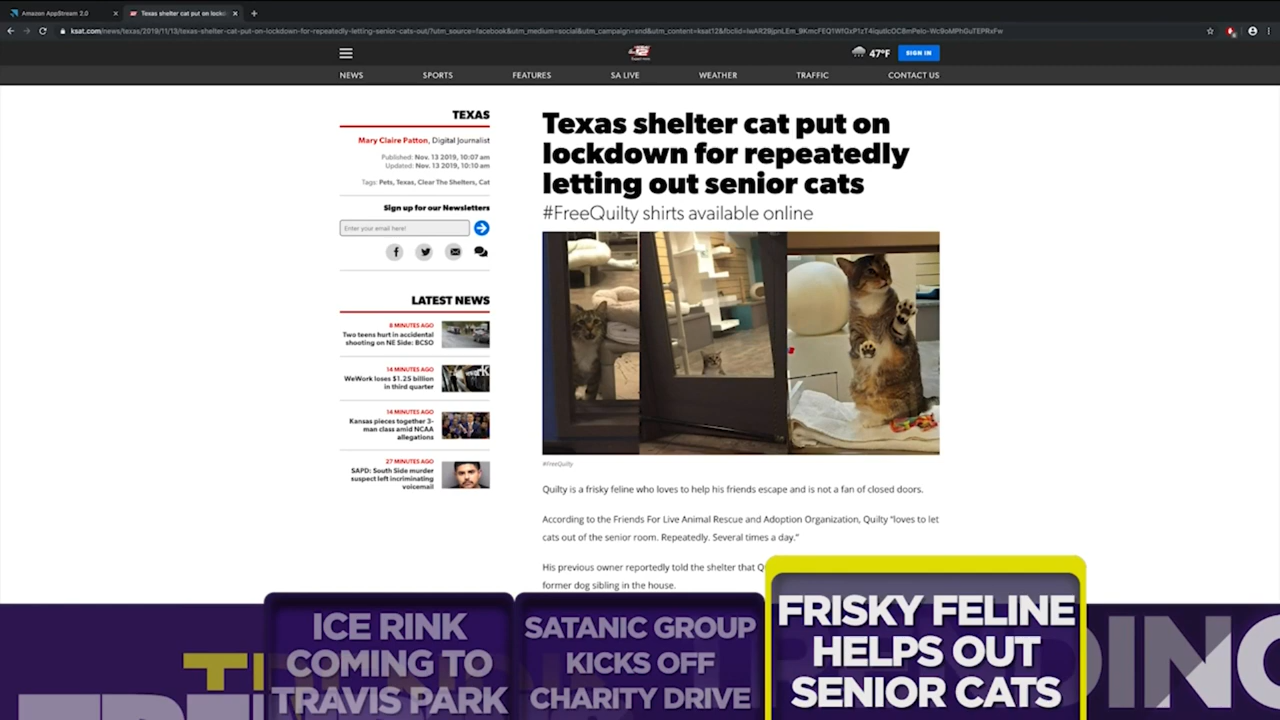 Amazon AppStream 2.0
Texas shelter cat put on lockd
47°F
SIGN IN
NEWS
SPORTS
FEATURES
SA LIVE
WEATHER
TRAFFIC
CONTACT US
TEXAS
Mary Claire Patton, Digital Journalist
Published: Nov. 13 2019, 10:07 am
Updated: Nov. 13 2019, 10:10 am
Tags: Pets, Texas, Clear The Shelters, Cat
Sign up for our Newsletters
Enter your email here!
LATEST NEWS
8 MINUTES AGO
Two teens hurt in accidental
shooting on NE Side: BCSO
14 MINUTES AGO
WeWork loses $1.25 billion
in third quarter
14 MINUTES AGO
Kansas pieces together 3-
man class amid NCAA
allegations
27 MINUTES AGO
SAPD: South Side murder
suspect left incriminating
voicemail
Texas shelter cat put on
lockdown for repeatedly
letting out senior cats
#FreeQuilty shirts available online
#FreeQuilty
Quilty is a frisky feline who loves to help his friends escape and is not a fan of closed doors.
According to the Friends For Live Animal Rescue and Adoption Organization, Quilty "loves to let
cats out of the senior room. Repeatedly. Several times a day."
His previous owner reportedly told the shelter that Q
former dog sibling in the house.
ICE RINK
COMING TO
TRAVIS PARK
SATANIC GROUP
KICKS OFF
CHARITY DRIVE
FRISKY FELINE
HELPS OUT
SENIOR CATS